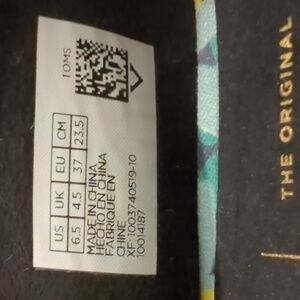 TOMS
US UK EU CM
6.5 4.5 37 23.5
MADE IN CHINA
HECHO EN CHINA
FABRIQUE EN
CHINE
XF: 1003740519-10
10014187
THE ORIGINAL